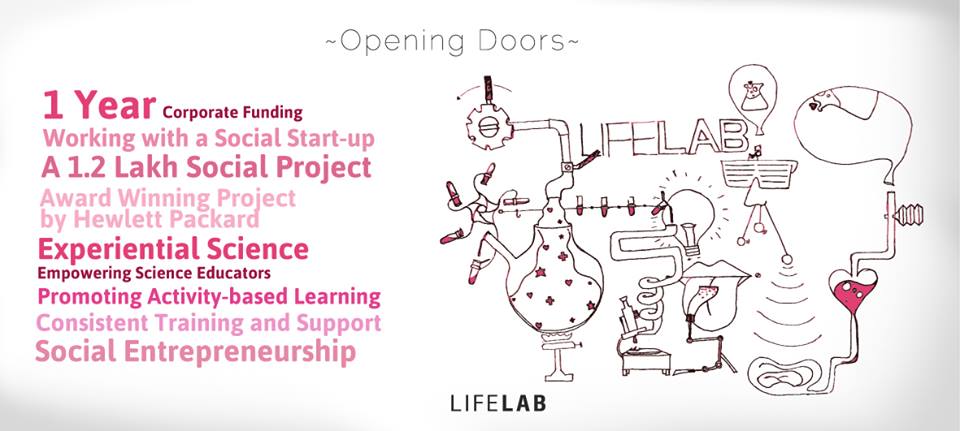 ~Opening Doors~
1 Year Corporate Funding
Working with a Social Start-up
A 1.2 Lakh Social Project
Award Winning Project
by Hewlett Packard
Experiential Science
Empowering Science Educators
Promoting Activity-based Learning
Consistent Training and Support
Social Entrepreneurship
LIFELAB
LIFELAB